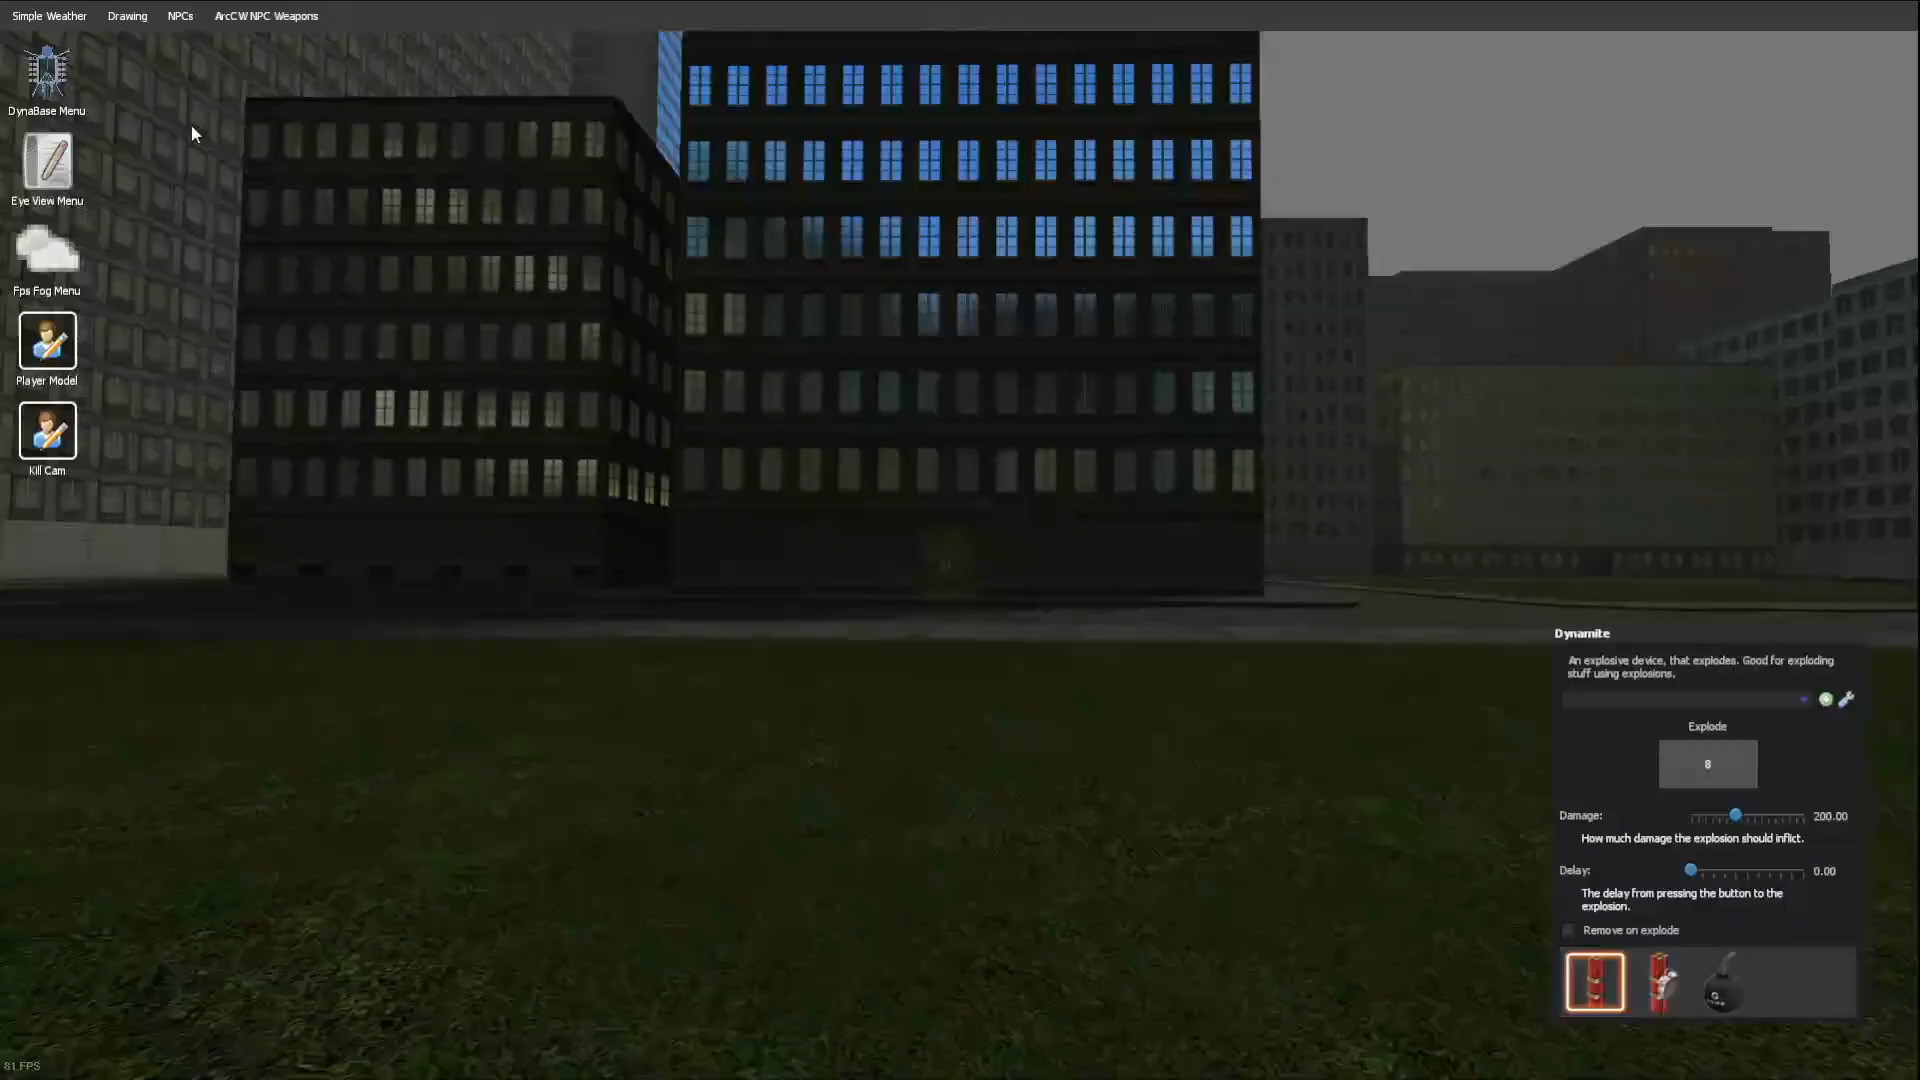 Simple Weather Drawing NPCs ArcCW NPC Weapons
DynaBase Menu
Eye View Menu
Fps Fog Menu
Player Model
Kill Cam
Dynamite
An explosive device, that explodes. Good for exploding
stuff using explosions.
Explode
8
Damage: 200.00
How much damage the explosion should inflict.
Delay: 0.00
The delay from pressing the button to the
explosion.
Remove on explode
81 FPS